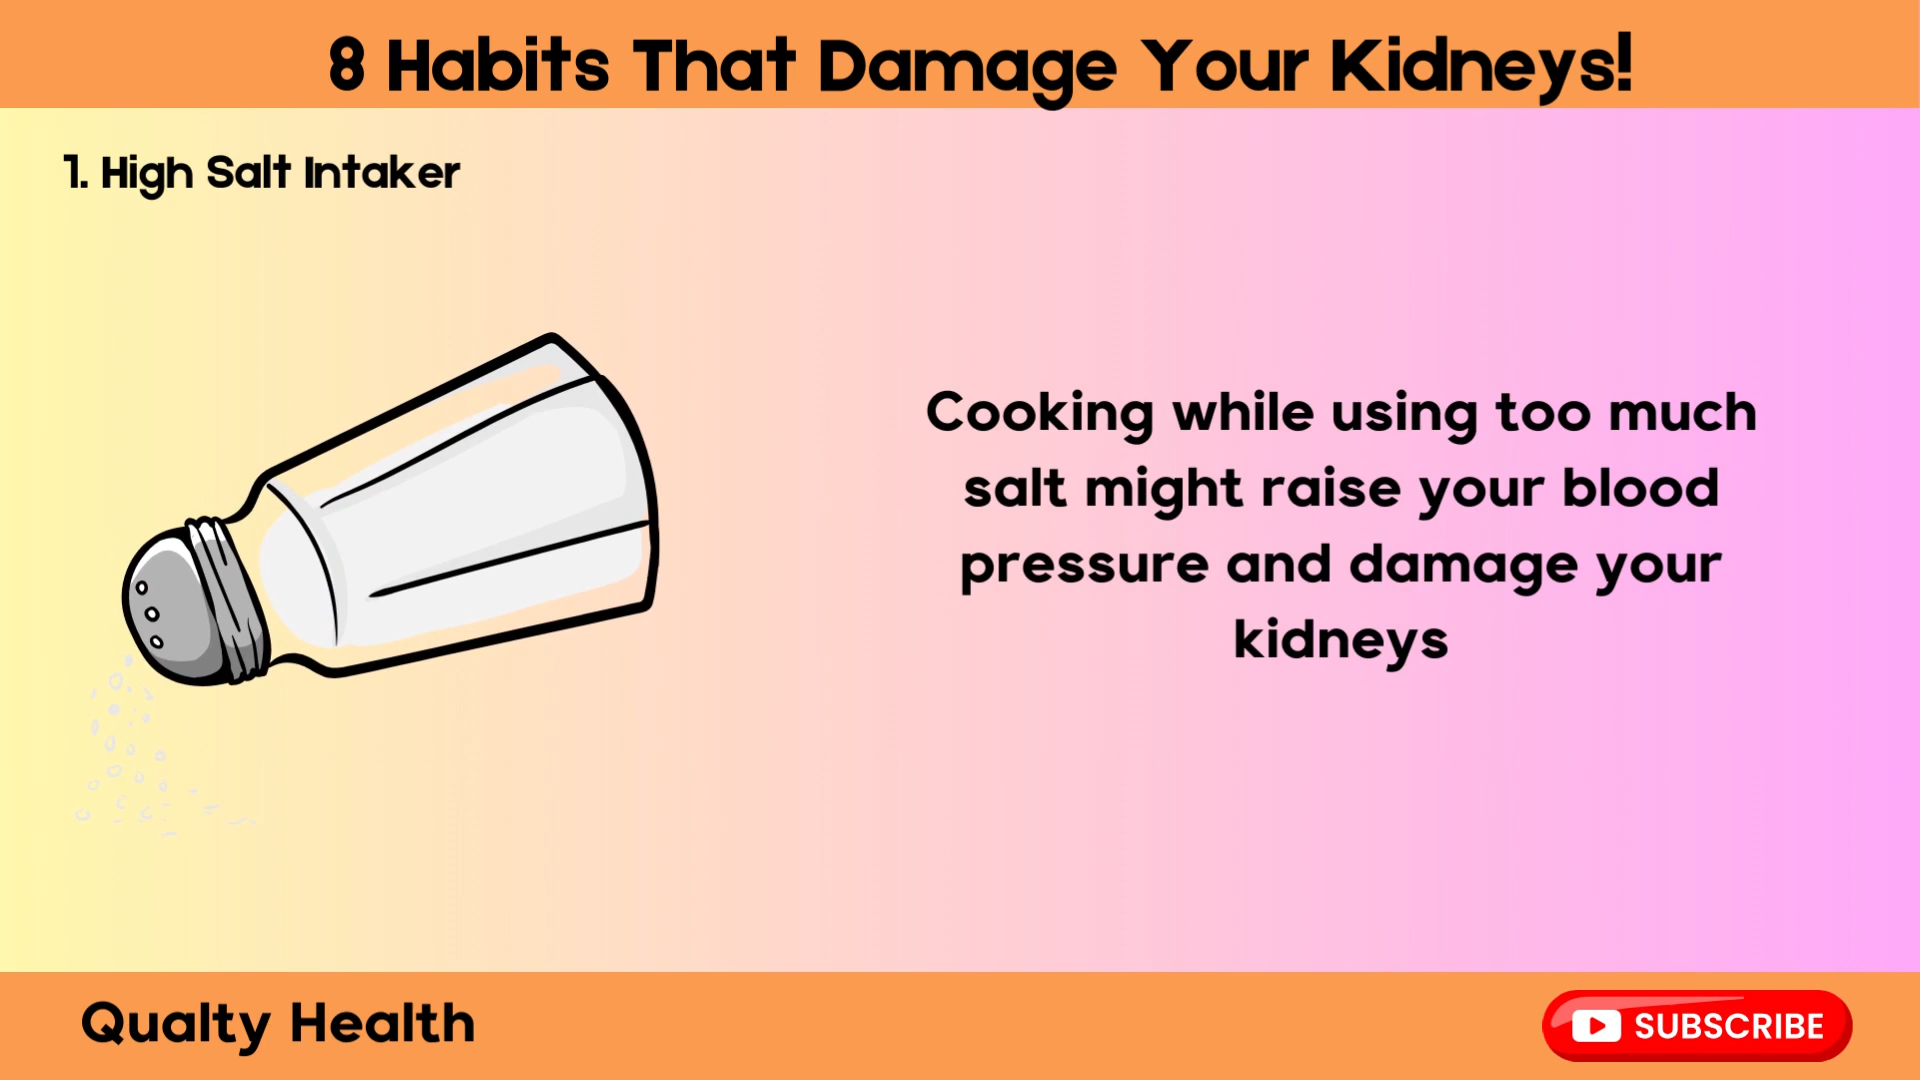 8 Habits That Damage Your Kidneys!
1. High Salt Intaker
Cooking while using too much
salt might raise your blood
pressure and damage your
kidneys
Qualty Health
SUBSCRIBE